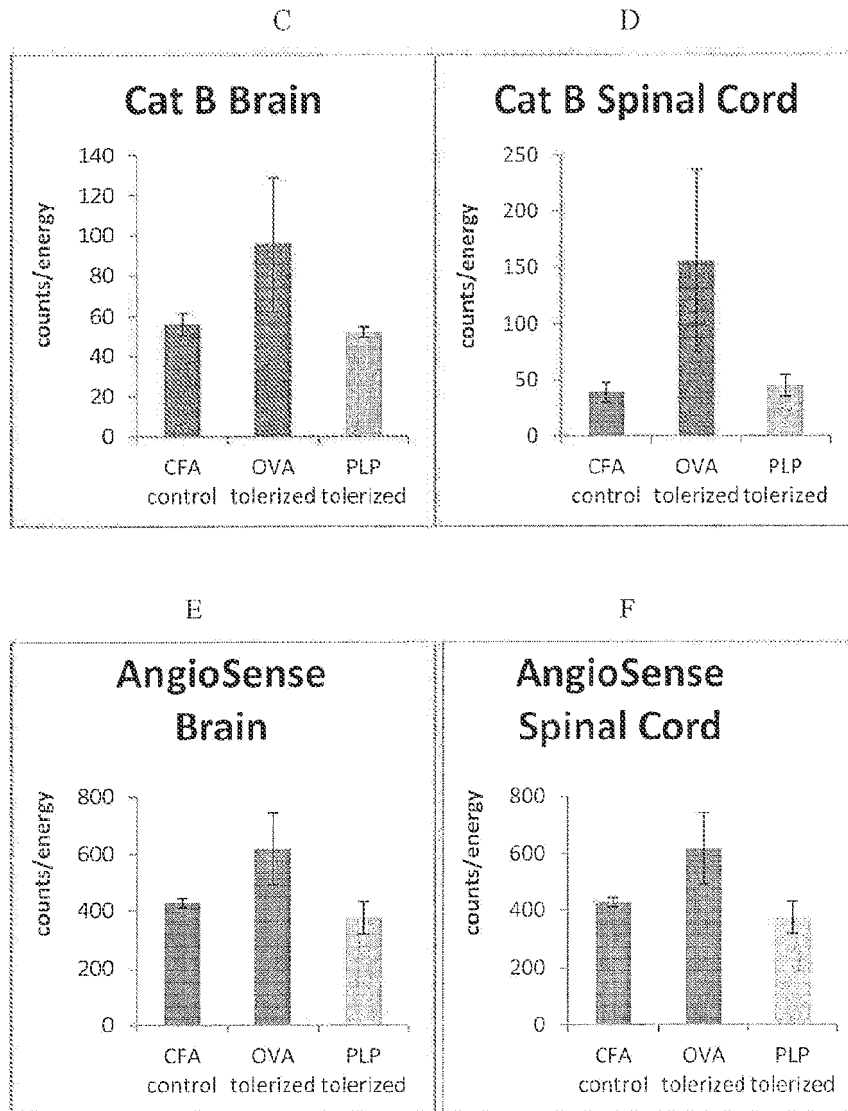 C
D
Cat B Brain
Cat B Spinal Cord
counts/energy
140
120
100
80
60
40
20
0
CFA control
OVA tolerized
PLP tolerized
counts/energy
250
200
150
100
50
0
CFA control
OVA tolerized
PLP tolerized
E
F
AngioSense
Brain
AngioSense
Spinal Cord
counts/energy
800
600
400
200
0
CFA control
OVA tolerized
PLP tolerized
counts/energy
800
600
400
200
0
CFA control
OVA tolerized
PLP tolerized